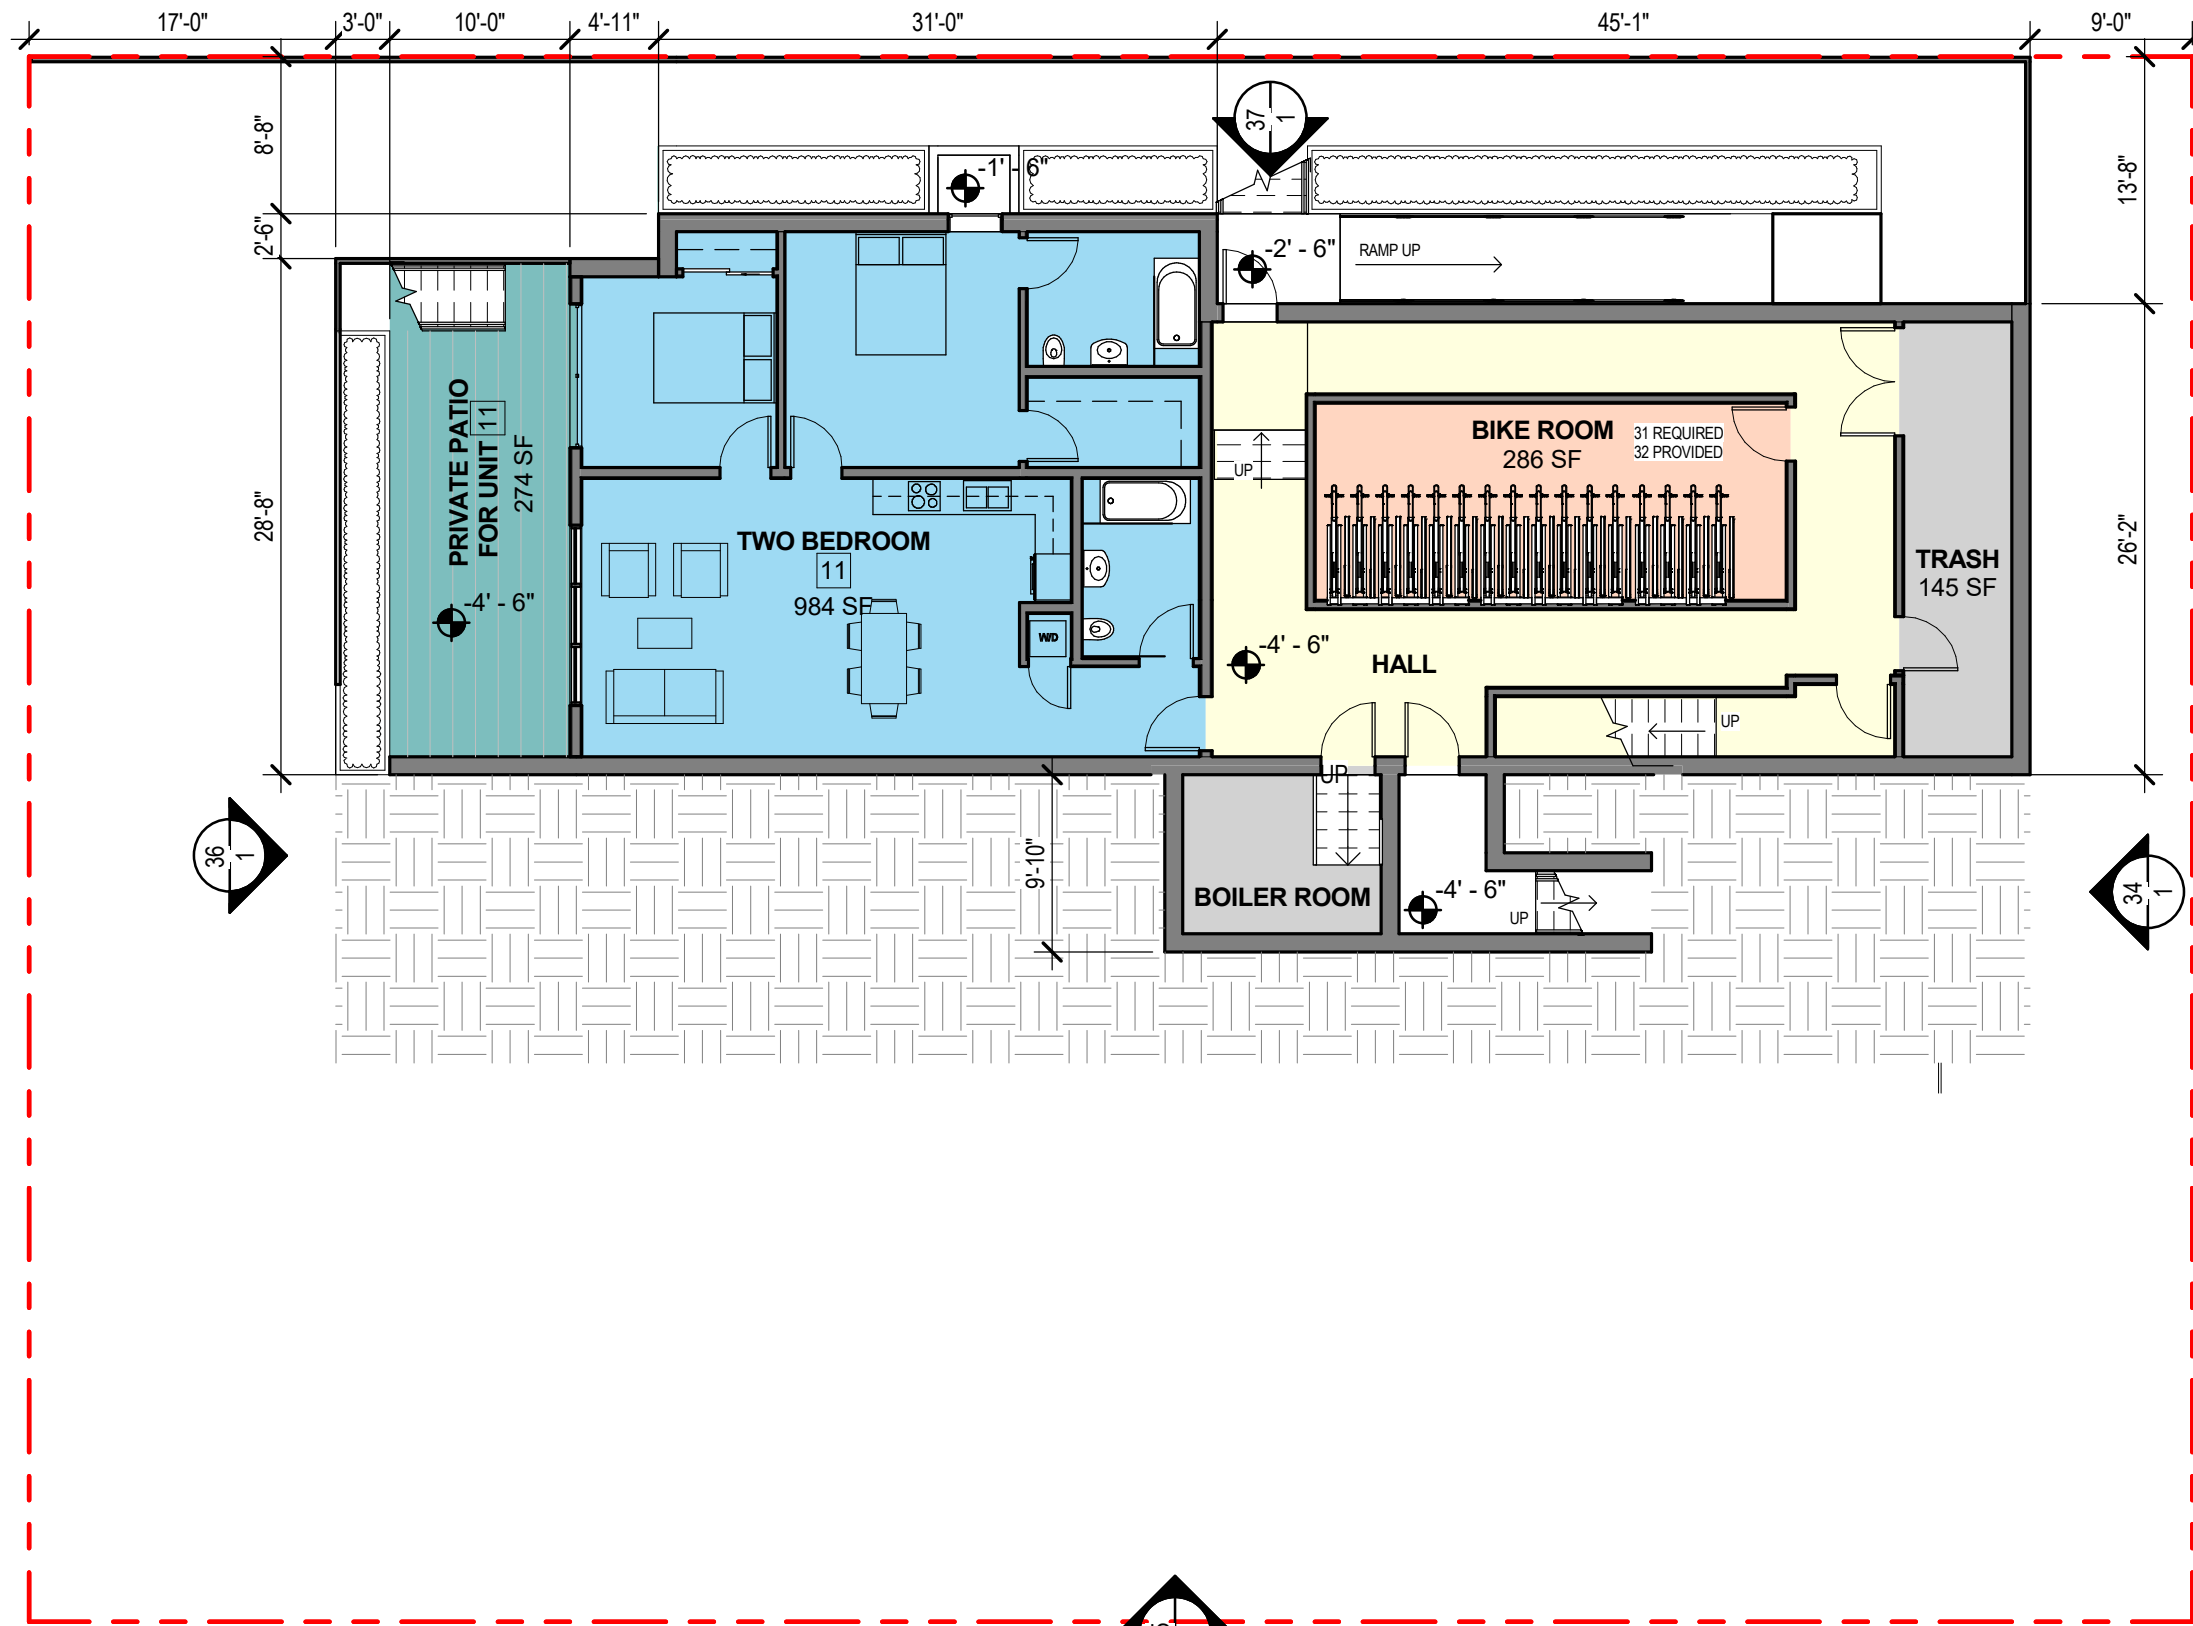 17'-0"
3'-0"
10'-0"
4'-11"
31'-0"
45'-1"
9'-0"
8'-8"
2'-6"
28'-8"
13'-8"
26'-2"
37
1
-1' - 6"
-2' - 6"
RAMP UP
PRIVATE PATIO
FOR UNIT 11
274 SF
-4' - 6"
TWO BEDROOM
11
984 SF
W/D
UP
BIKE ROOM
286 SF
31 REQUIRED
32 PROVIDED
TRASH
145 SF
-4' - 6"
HALL
UP
UP
BOILER ROOM
-4' - 6"
UP
9'-10"
36
1
34
1